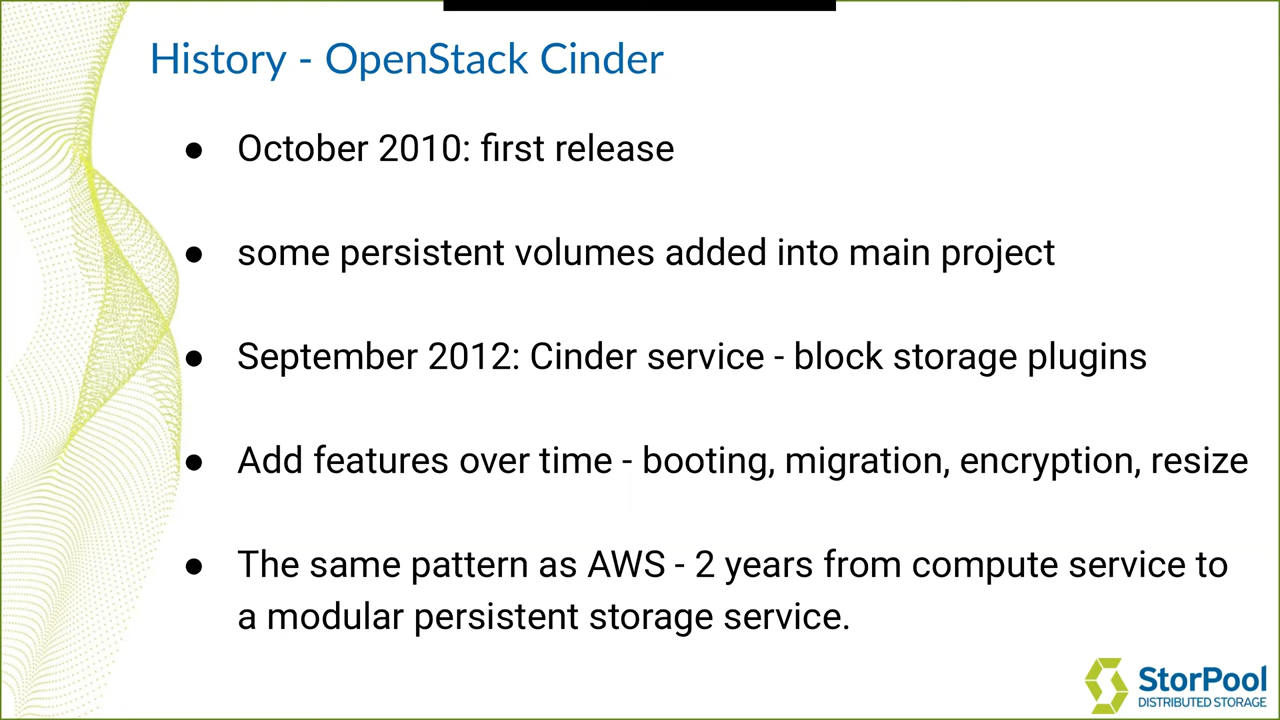 History - OpenStack Cinder
● October 2010: first release
● some persistent volumes added into main project
● September 2012: Cinder service - block storage plugins
● Add features over time - booting, migration, encryption, resize
● The same pattern as AWS - 2 years from compute service to
a modular persistent storage service.
StorPool
DISTRIBUTED STORAGE